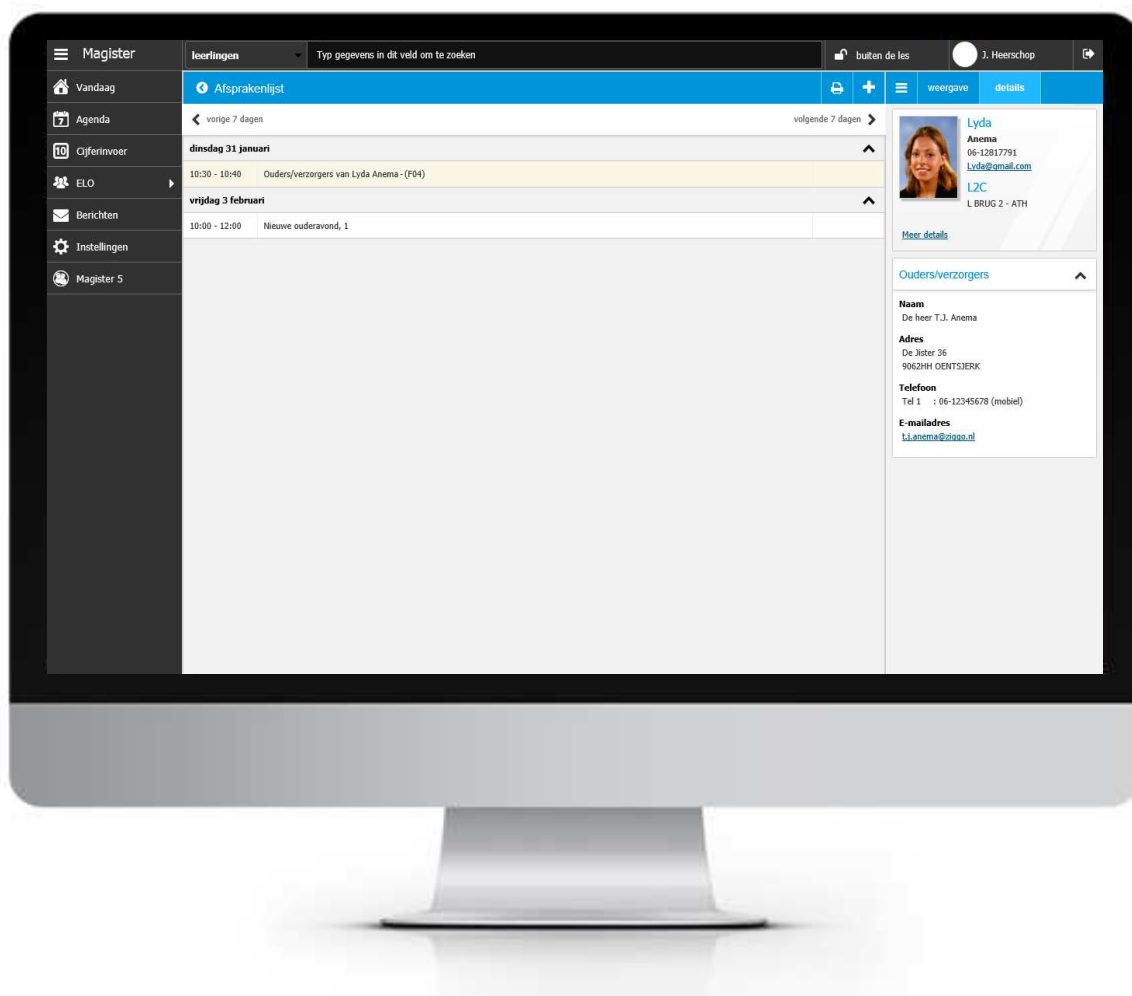 Magister
leerlingen
Typ gegevens in dit veld om te zoeken
buiten de les
J. Heerschop
Vandaag
7
Agenda
10
Cijferinvoer
ELO
Berichten
Instellingen
Magister 5
Afsprakenlijst
vorige 7 dagen
volgende 7 dagen
dinsdag 31 januari
10:30 - 10:40 Ouders/verzorgers van Lyda Anema - (F04)
vrijdag 3 februari
10:00 - 12:00 Nieuwe ouderavond, 1
weergave
details
Lyda
Anema
06-12817791
Lyda@gmail.com
L2C
L BRUG 2 - ATH
Meer details
Ouders/verzorgers
Naam
De heer T.J. Anema
Adres
De Jister 36
9062HH OENTSJERK
Telefoon
Tel 1 : 06-12345678 (mobiel)
E-mailadres
t.j.anema@ziggo.nl